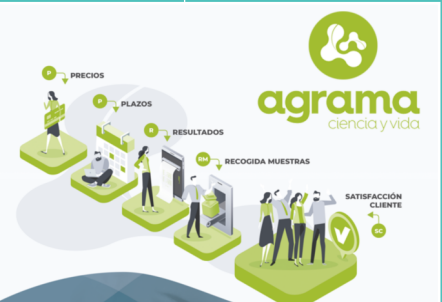 agrama
ciencia y vida
P PRECIOS
P PLAZOS
R RESULTADOS
RM RECOGIDA MUESTRAS
SATISFACCIÓN
CLIENTE
SC